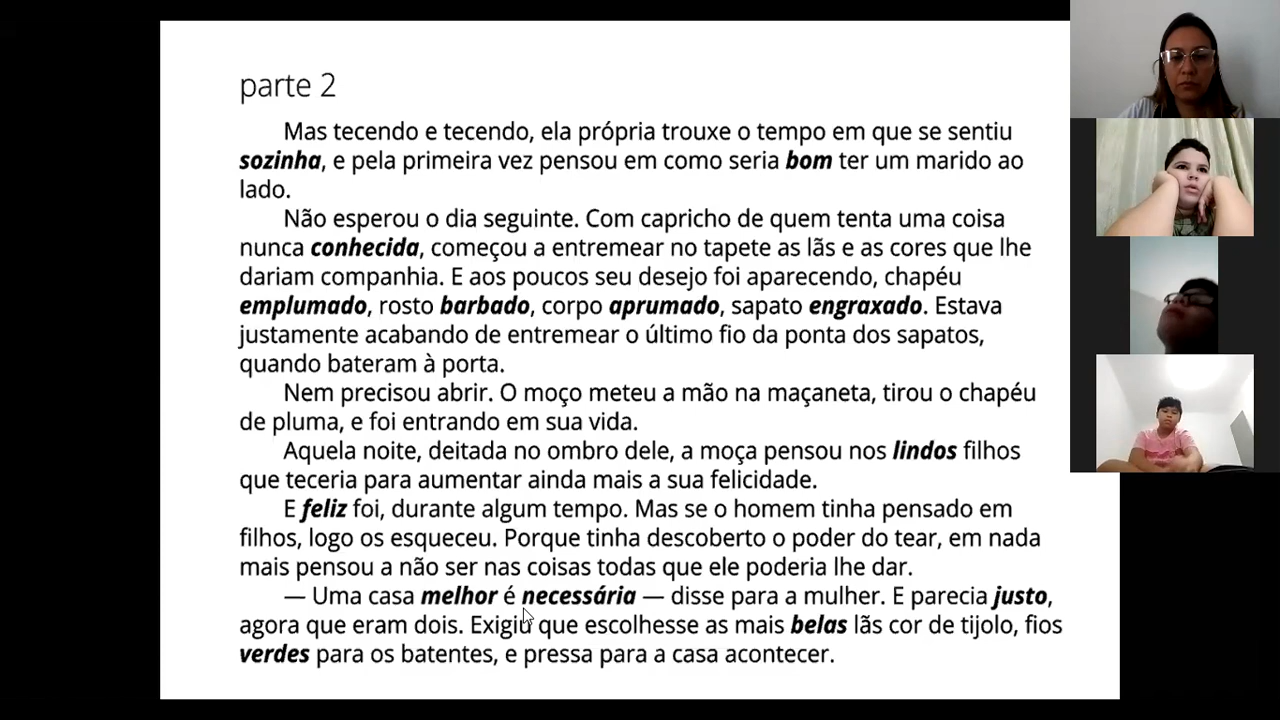 parte 2
Mas tecendo e tecendo, ela própria trouxe o tempo em que se sentiu
sozinha, e pela primeira vez pensou em como seria bom ter um marido ao
lado.
Não esperou o dia seguinte. Com capricho de quem tenta uma coisa
nunca conhecida, começou a entremear no tapete as lãs e as cores que lhe
dariam companhia. E aos poucos seu desejo foi aparecendo, chapéu
emplumado, rosto barbado, corpo aprumado, sapato engraxado. Estava
justamente acabando de entremear o último fio da ponta dos sapatos,
quando bateram à porta.
Nem precisou abrir. O moço meteu a mão na maçaneta, tirou o chapéu
de pluma, e foi entrando em sua vida.
Aquela noite, deitada no ombro dele, a moça pensou nos lindos filhos
que teceria para aumentar ainda mais a sua felicidade.
E feliz foi, durante algum tempo. Mas se o homem tinha pensado em
filhos, logo os esqueceu. Porque tinha descoberto o poder do tear, em nada
mais pensou a não ser nas coisas todas que ele poderia lhe dar.
— Uma casa melhor é necessária — disse para a mulher. E parecia justo,
agora que eram dois. Exigiu que escolhesse as mais belas lãs cor de tijolo, fios
verdes para os batentes, e pressa para a casa acontecer.